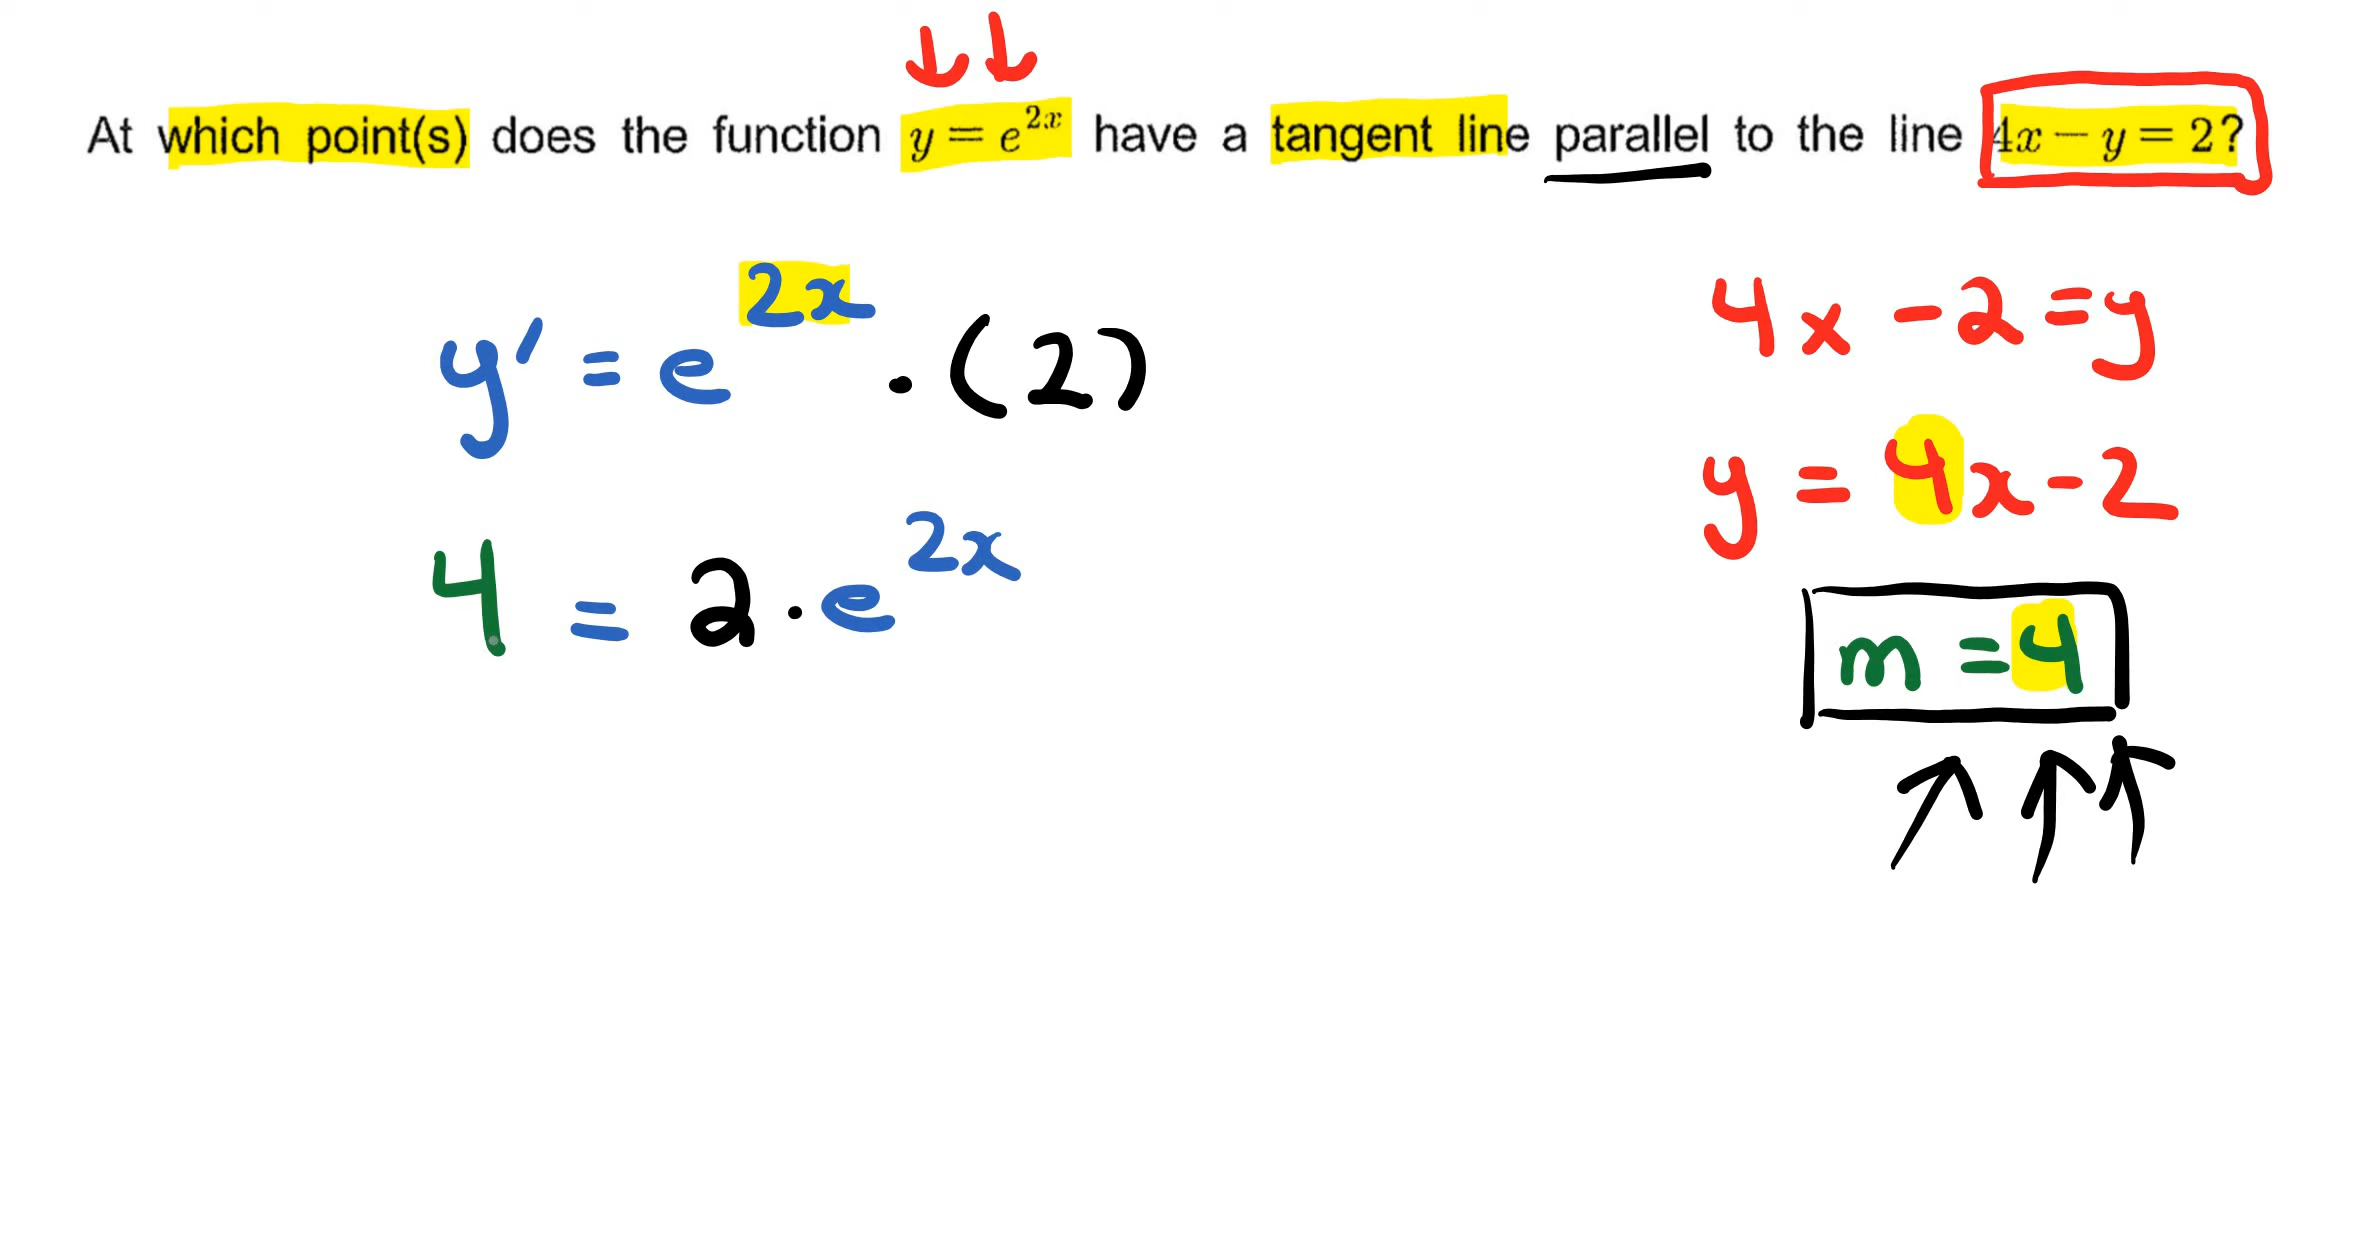 At which point(s) does the function y = e^{2x} have a tangent line parallel to the line 4x − y = 2?
y' = e^{2x} · (2)
4 = 2 · e^{2x}
4x − 2 = y
y = 4x − 2
m = 4